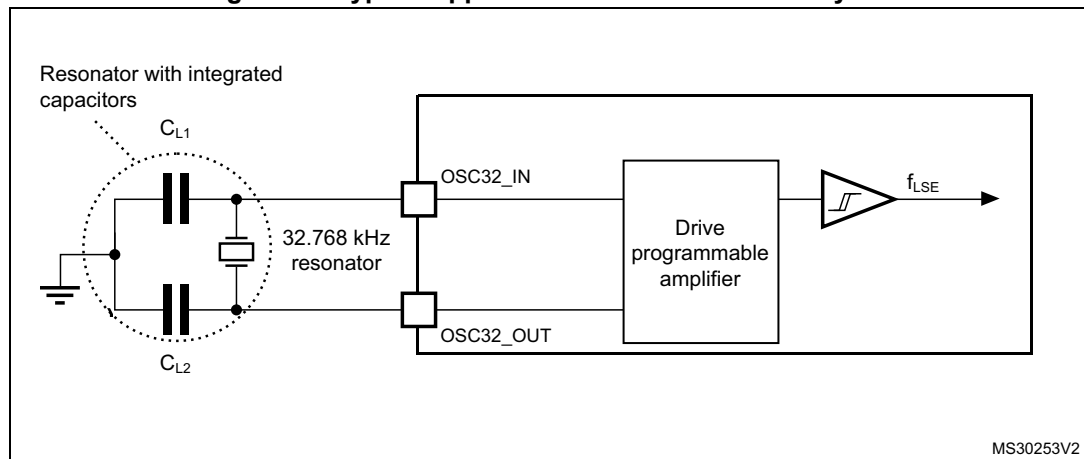 Resonator with integrated
capacitors
CL1
OSC32_IN
fLSE
32.768 kHz
resonator
Drive
programmable
amplifier
OSC32_OUT
CL2
MS30253V2